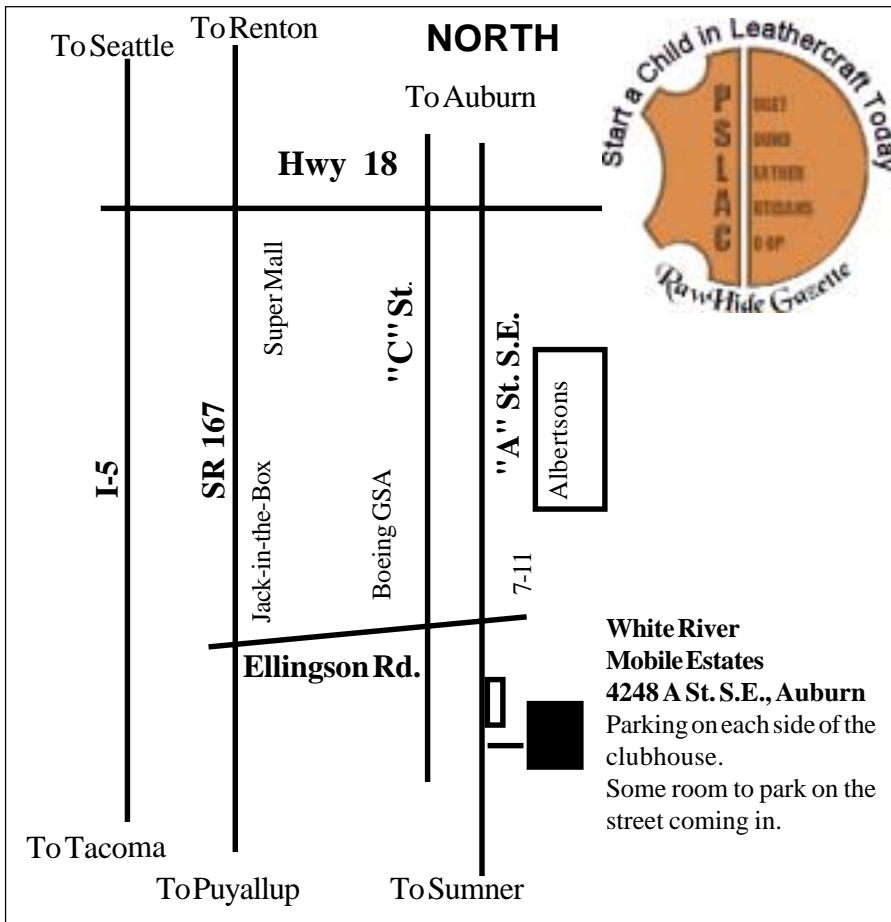 To Seattle
To Renton
NORTH
To Auburn
Start a Child in Leathercraft Today
P
S
L
A
C
RawHide Gazette
Hwy 18
Super Mall
"C" St.
"A" St. S.E.
Albertsons
I-5
SR 167
Jack-in-the-Box
Boeing GSA
7-11
Ellingson Rd.
White River
Mobile Estates
4248 A St. S.E., Auburn
Parking on each side of the
clubhouse.
Some room to park on the
street coming in.
To Tacoma
To Puyallup
To Sumner